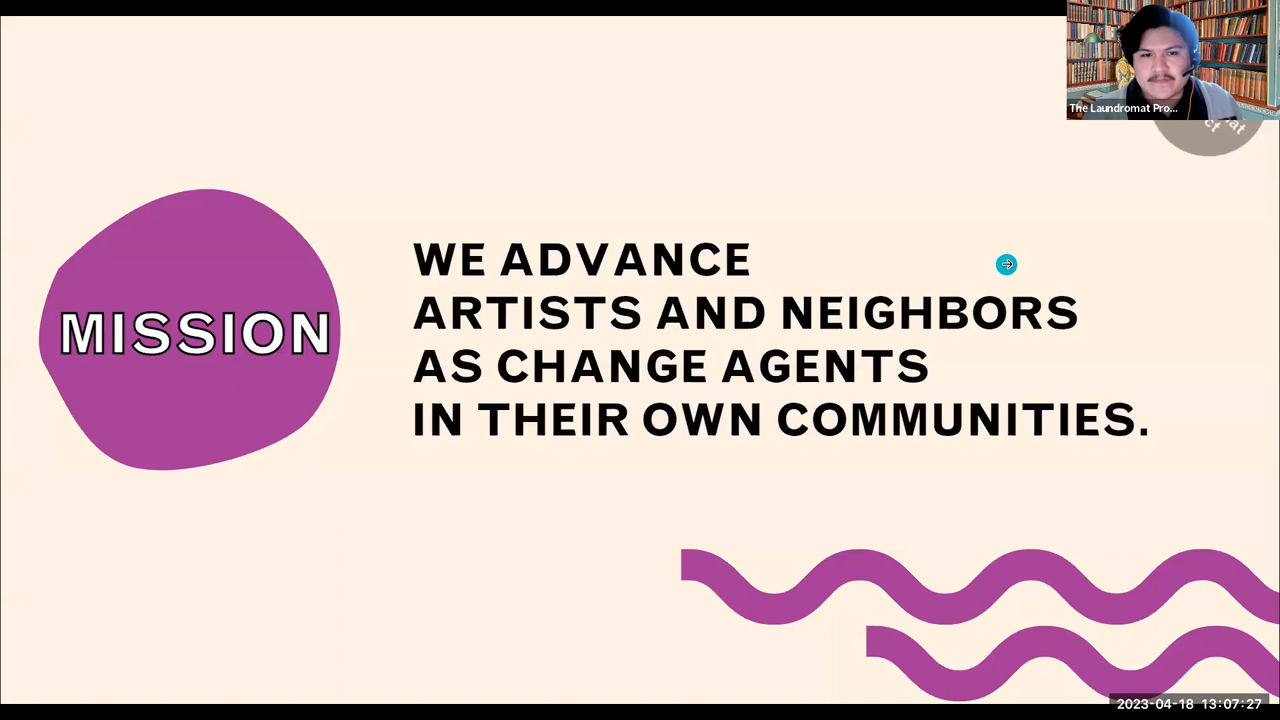 The Laundromat Pro...
MISSION
WE ADVANCE
ARTISTS AND NEIGHBORS
AS CHANGE AGENTS
IN THEIR OWN COMMUNITIES.
2023-04-18 13:07:27